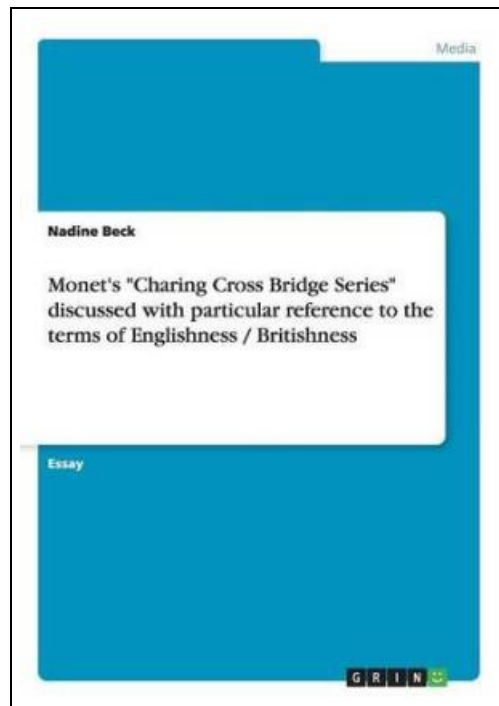 Media
Nadine Beck
Monet's "Charing Cross Bridge Series"
discussed with particular reference to the
terms of Englishness / Britishness
Essay
GRIN